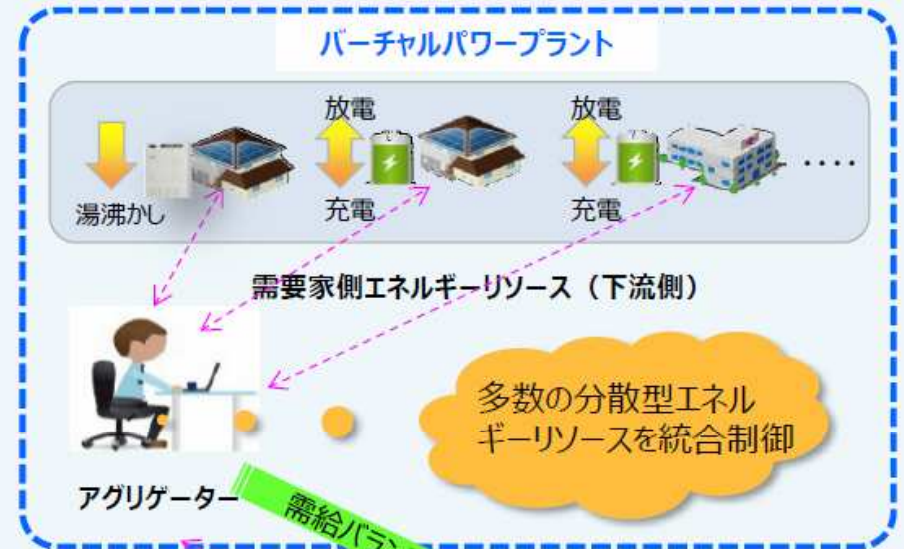 バーチャルパワープラント
放電
放電
湯沸かし
充電
充電
・・・・
需要家側エネルギーリソース（下流側）
多数の分散型エネル
ギーリソースを統合制御
アグリゲーター
需給バラン